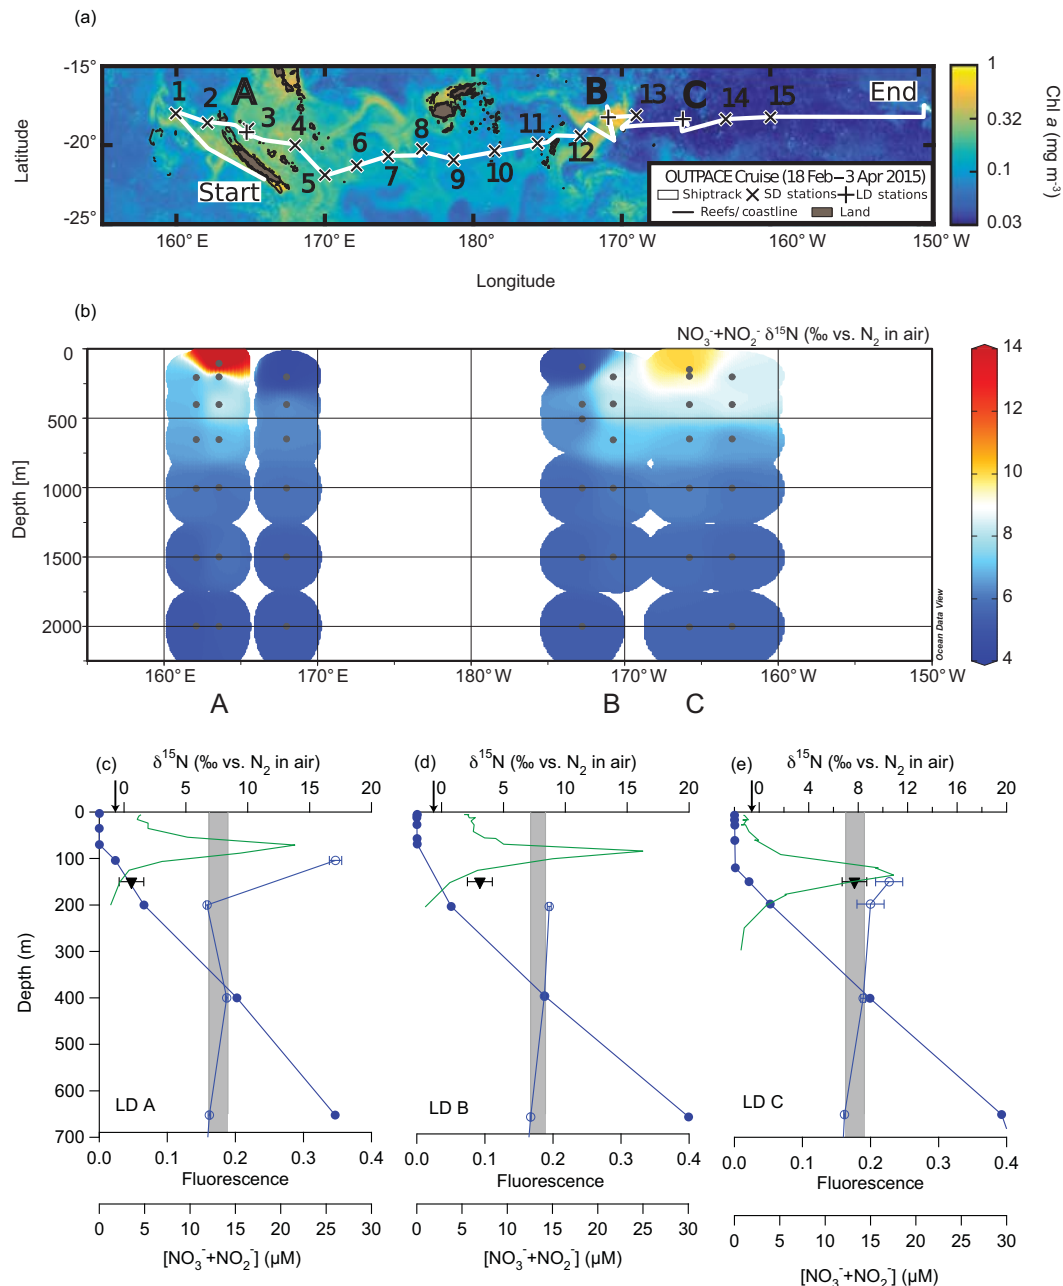 (a)
-15°
-20°
-25°
Latitude
1 2 A 3 4 5 6 7 8 9 10 11 12 B 13 C 14 15
Start
End
OUTPACE Cruise (18 Feb–3 Apr 2015)
Shiptrack SD stations LD stations
Reefs/coastline Land
160° E 170° E 180° 170° W 160° W 150° W
Longitude
1
0.32
0.1
0.03
Chl a (mg m⁻³)
(b)
NO₃⁻+NO₂⁻ δ¹⁵N (‰ vs. N₂ in air)
0
500
1000
1500
2000
Depth [m]
160° E 170° E 180° W 170° W 160° W 150° W
A B C
Ocean Data View
14
12
10
8
6
4
(c)
δ¹⁵N (‰ vs. N₂ in air)
0 5 10 15 20
0
100
200
300
400
500
600
700
Depth (m)
LD A
0.0 0.1 0.2 0.3 0.4
Fluorescence
0 5 10 15 20 25 30
[NO₃⁻+NO₂⁻] (µM)
(d)
δ¹⁵N (‰ vs. N₂ in air)
0 5 10 15 20
LD B
0.0 0.1 0.2 0.3 0.4
Fluorescence
0 5 10 15 20 25 30
[NO₃⁻+NO₂⁻] (µM)
(e)
δ¹⁵N (‰ vs. N₂ in air)
0 5 10 15 20
LD C
0.0 0.1 0.2 0.3 0.4
Fluorescence
0 5 10 15 20 30
[NO₃⁻+NO₂⁻] (µM)